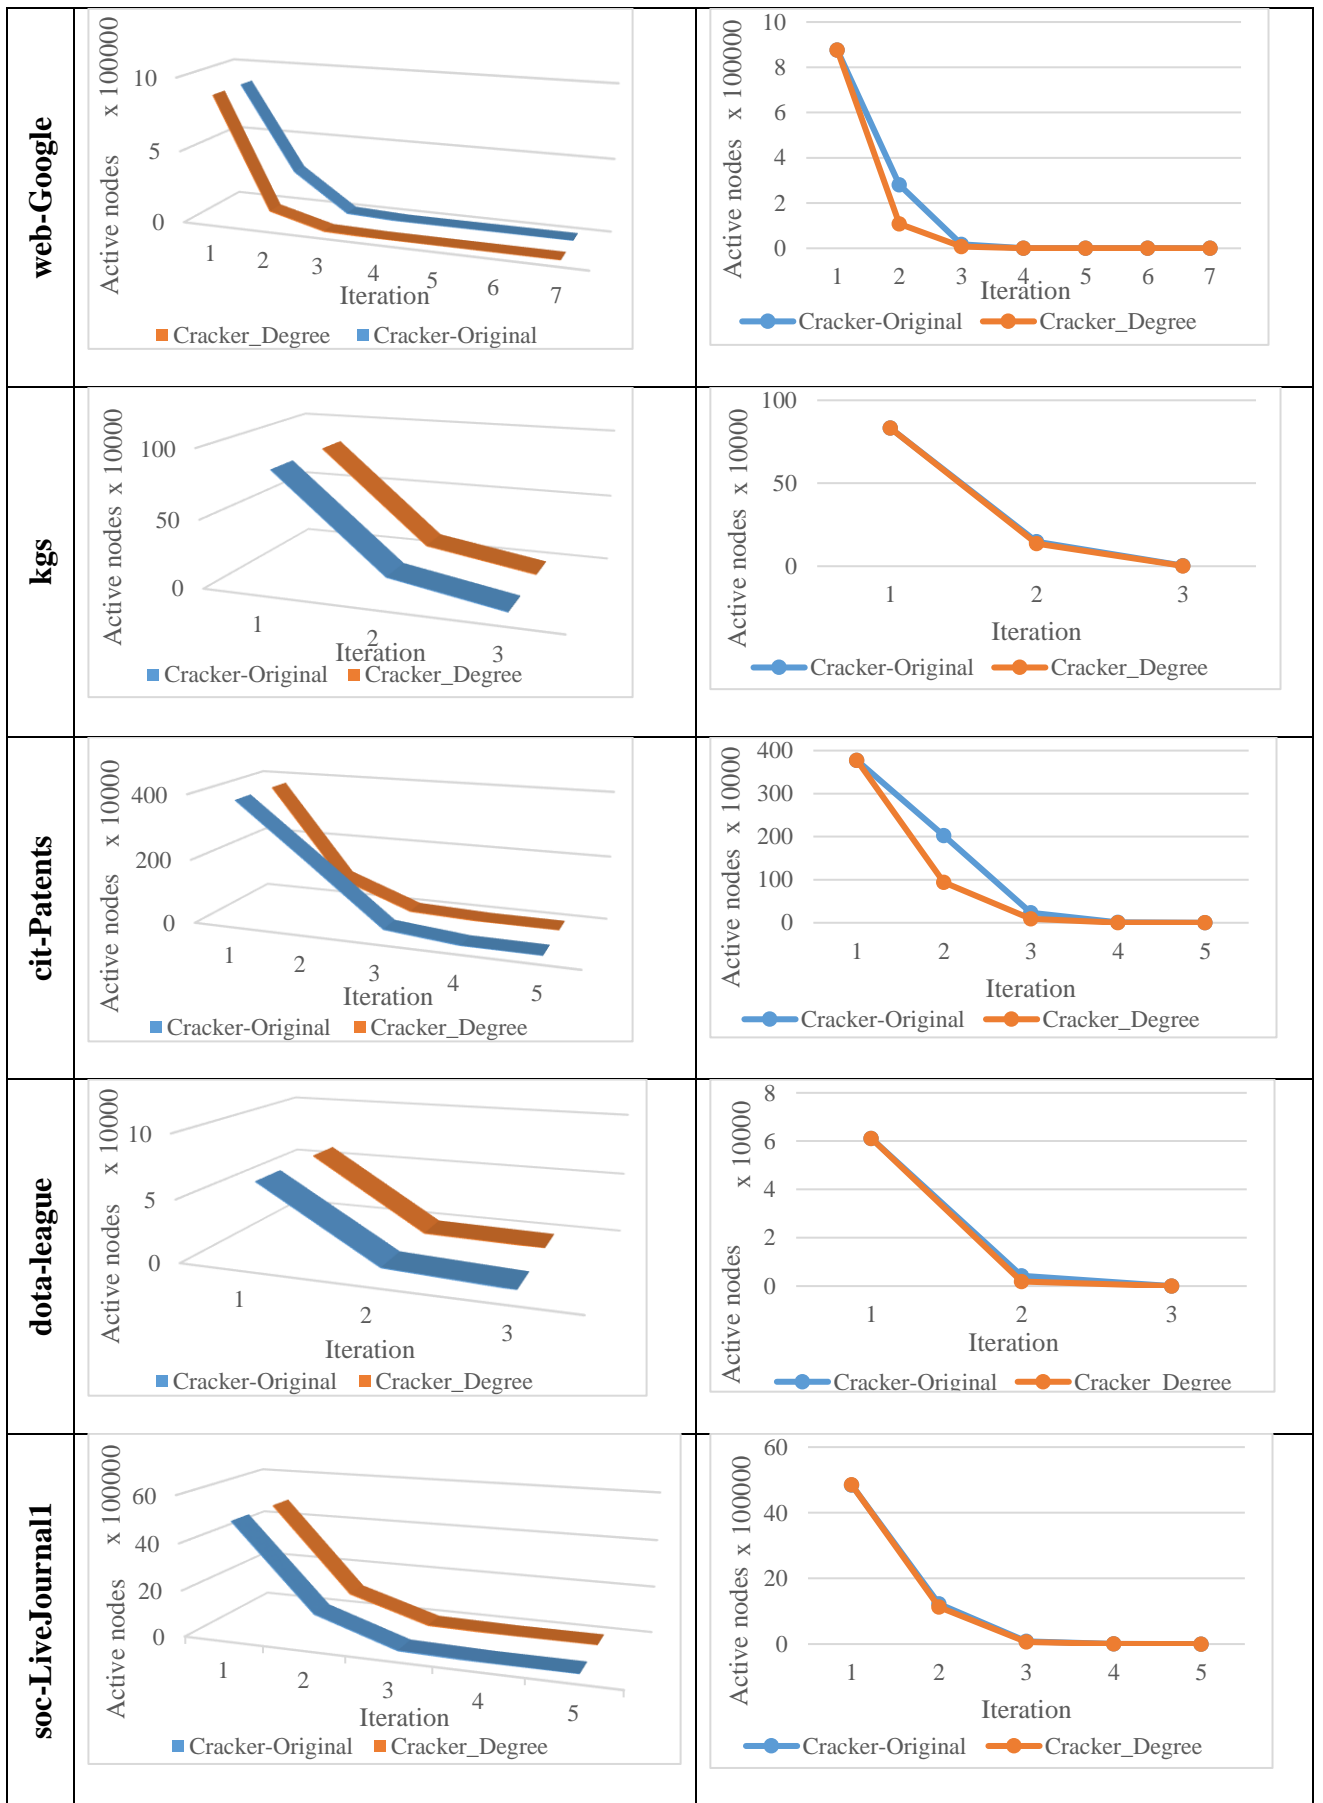 web-Google
Active nodes x 100000
10
5
0
1 2 3 4 5 6 7
Iteration
Cracker_Degree Cracker-Original
Active nodes x 100000
10
8
6
4
2
0
1 2 3 4 5 6 7
Iteration
Cracker-Original Cracker_Degree
kgs
Active nodes x 10000
100
50
0
1 2 3
Iteration
Cracker-Original Cracker_Degree
Active nodes x 10000
100
50
0
1 2 3
Iteration
Cracker-Original Cracker_Degree
cit-Patents
Active nodes x 10000
400
200
0
1 2 3 4 5
Iteration
Cracker-Original Cracker_Degree
Active nodes x 10000
400
300
200
100
0
1 2 3 4 5
Iteration
Cracker-Original Cracker_Degree
dota-league
Active nodes x 10000
10
5
0
1 2 3
Iteration
Cracker-Original Cracker_Degree
Active nodes x 10000
8
6
4
2
0
1 2 3
Iteration
Cracker-Original Cracker_Degree
soc-LiveJournal1
Active nodes x 100000
60
40
20
0
1 2 3 4 5
Iteration
Cracker-Original Cracker_Degree
Active nodes x 100000
60
40
20
0
1 2 3 4 5
Iteration
Cracker-Original Cracker_Degree